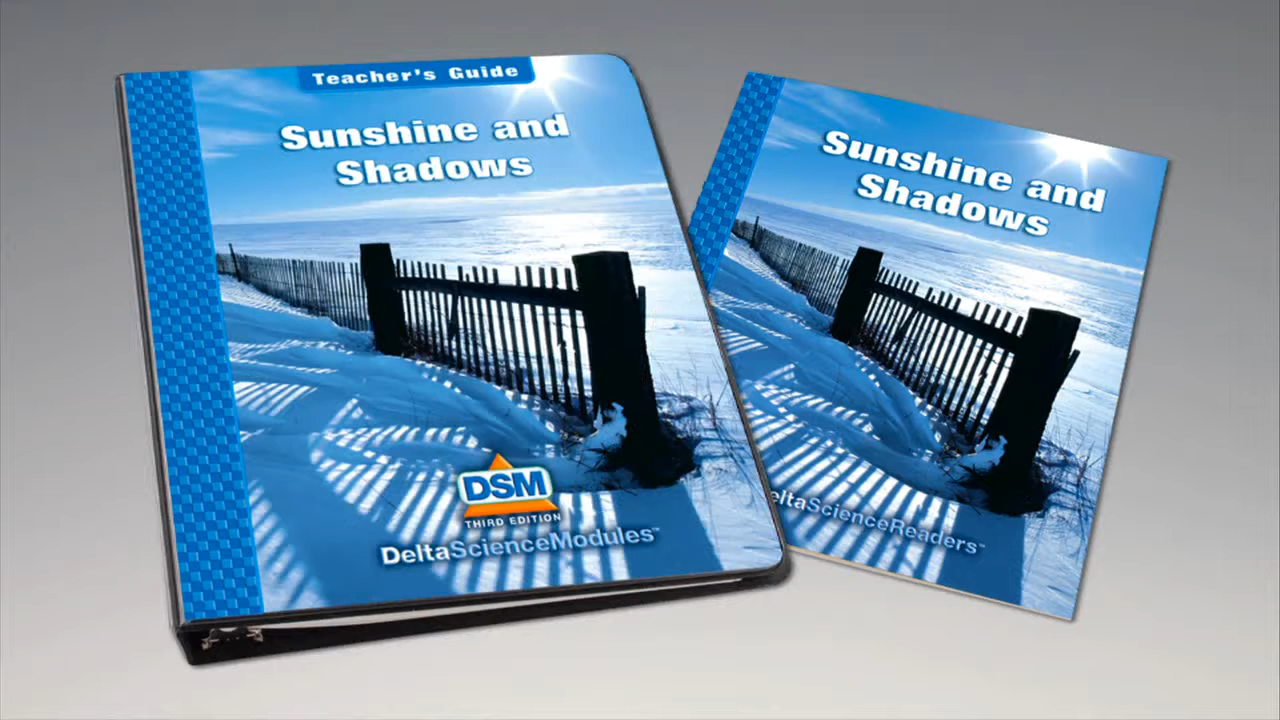 Teacher's Guide
Sunshine and
Shadows
DSM
THIRD EDITION
DeltaScienceModules™
Sunshine and
Shadows
eltaScienceReaders™